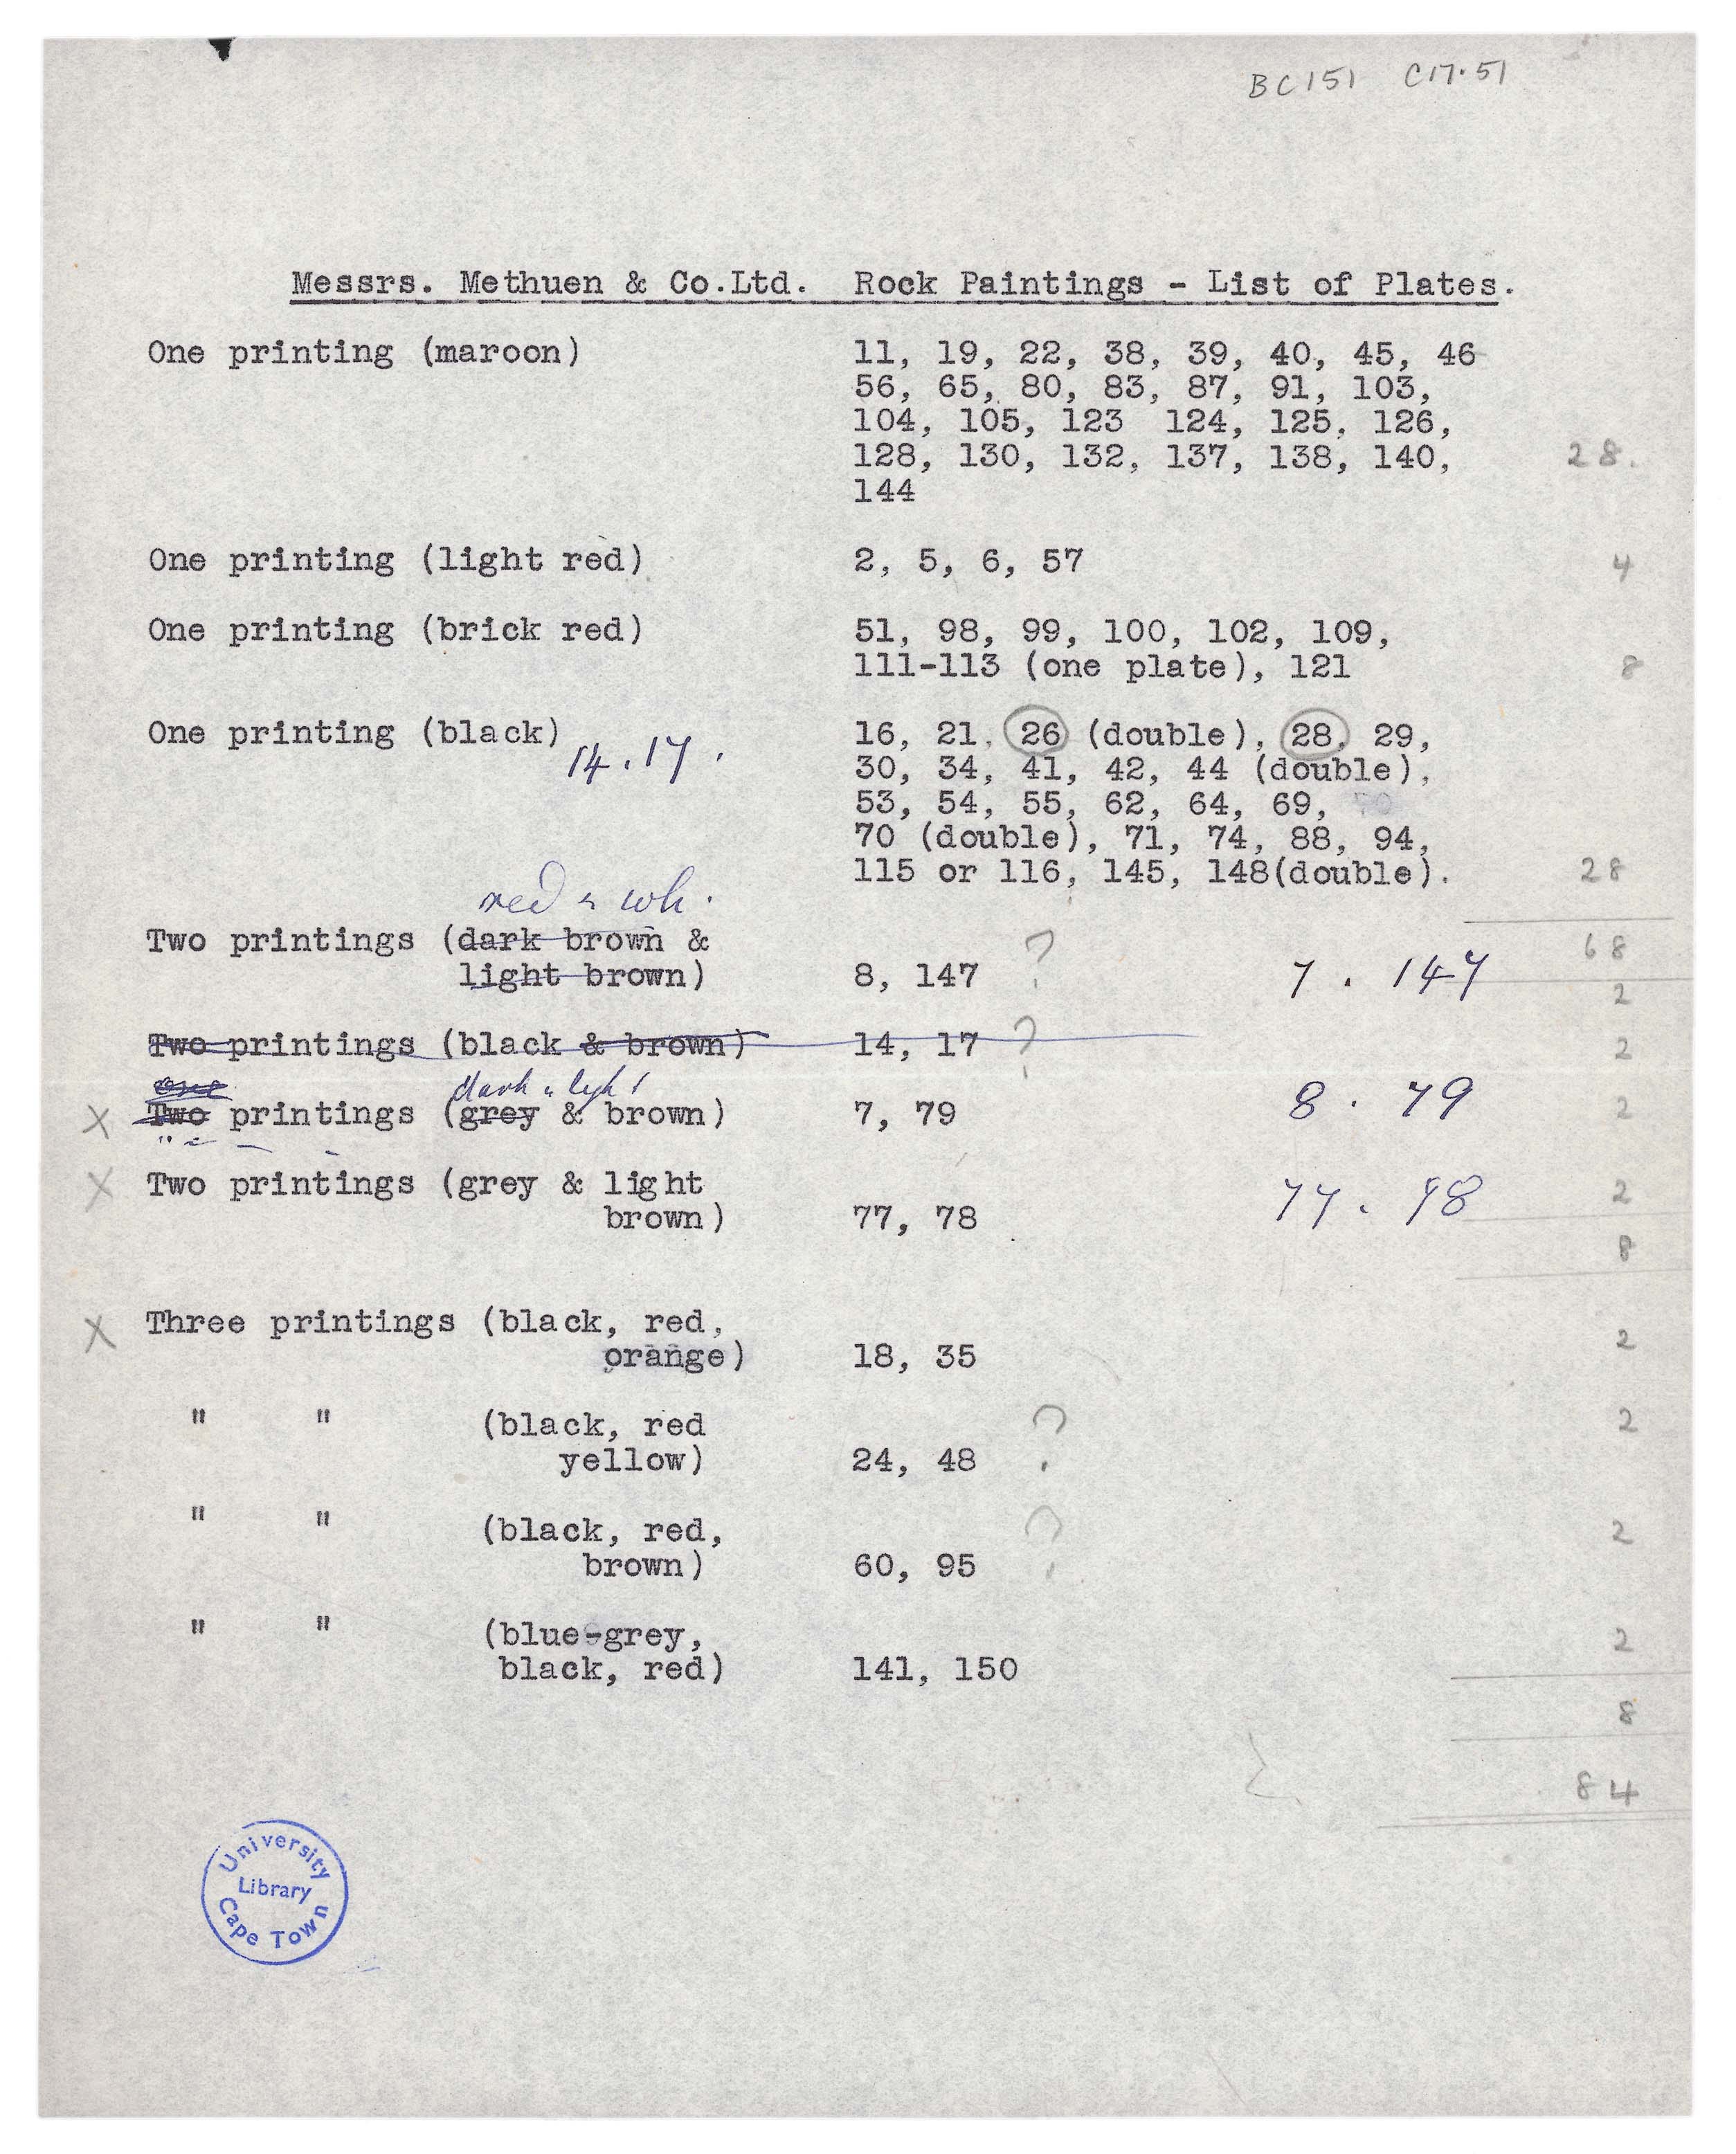 BC151 C17.51
Messrs. Methuen & Co.Ltd. Rock Paintings - List of Plates.
One printing (maroon) 11, 19, 22, 38, 39, 40, 45, 46
56, 65, 80, 83, 87, 91, 103,
104, 105, 123 124, 125, 126,
128, 130, 132, 137, 138, 140, 28.
144
One printing (light red) 2, 5, 6, 57 4
One printing (brick red) 51, 98, 99, 100, 102, 109,
111-113 (one plate), 121 8
One printing (black) 16, 21, 26 (double), 28, 29,
14.17. 30, 34, 41, 42, 44 (double),
53, 54, 55, 62, 64, 69,
70 (double), 71, 74, 88, 94,
115 or 116, 145, 148(double). 28
red & wh.
Two printings (dark brown & ? 68
light brown) 8, 147 7. 147 2
Two printings (black & brown) 14, 17 ? 2
one dark & light
Two printings (grey & brown) 7, 79 8. 79 2
X
X Two printings (grey & light 2
brown) 77, 78 77. 78
8
X Three printings (black, red, 2
orange) 18, 35
" " (black, red ? 2
yellow) 24, 48
" " (black, red, ? 2
brown) 60, 95
" " (blue-grey, 2
black, red) 141, 150
8
84
University
Library
Cape Town